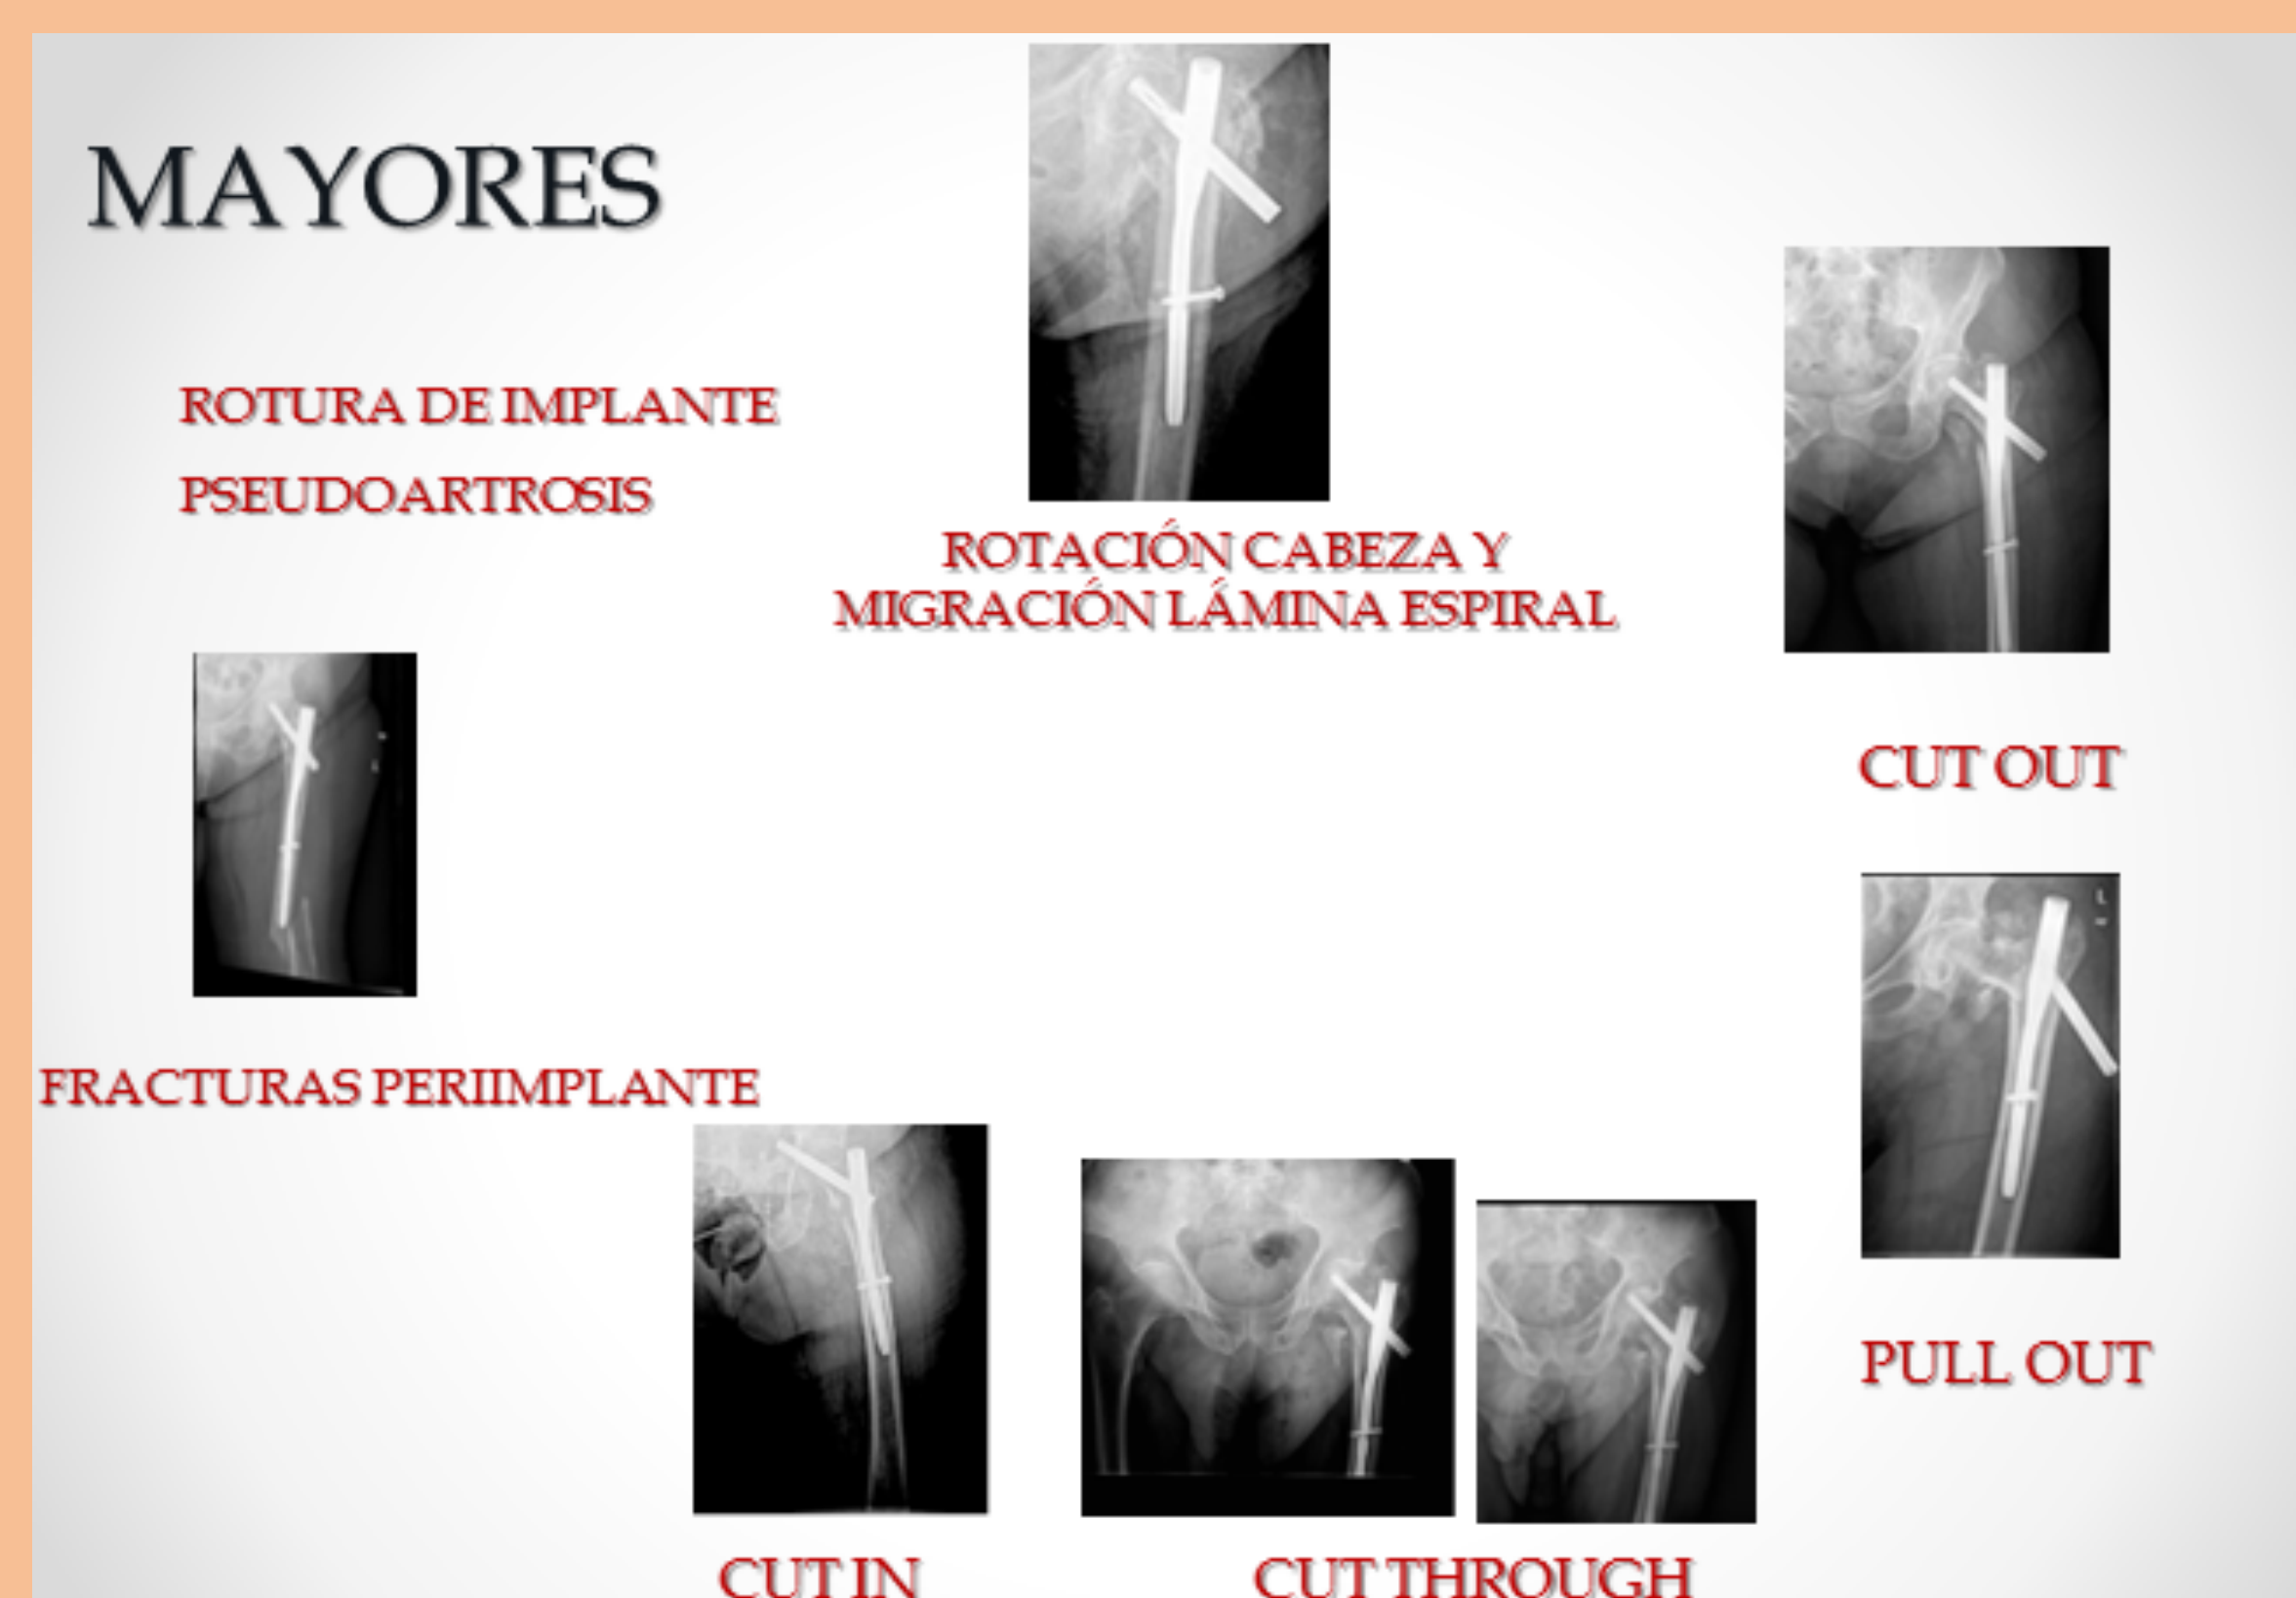 MAYORES
ROTURA DE IMPLANTE
PSEUDOARTROSIS
ROTACIÓN CABEZA Y
MIGRACIÓN LÁMINA ESPIRAL
CUT OUT
L
FRACTURAS PERIIMPLANTE
PULL OUT
CUT IN
CUT THROUGH